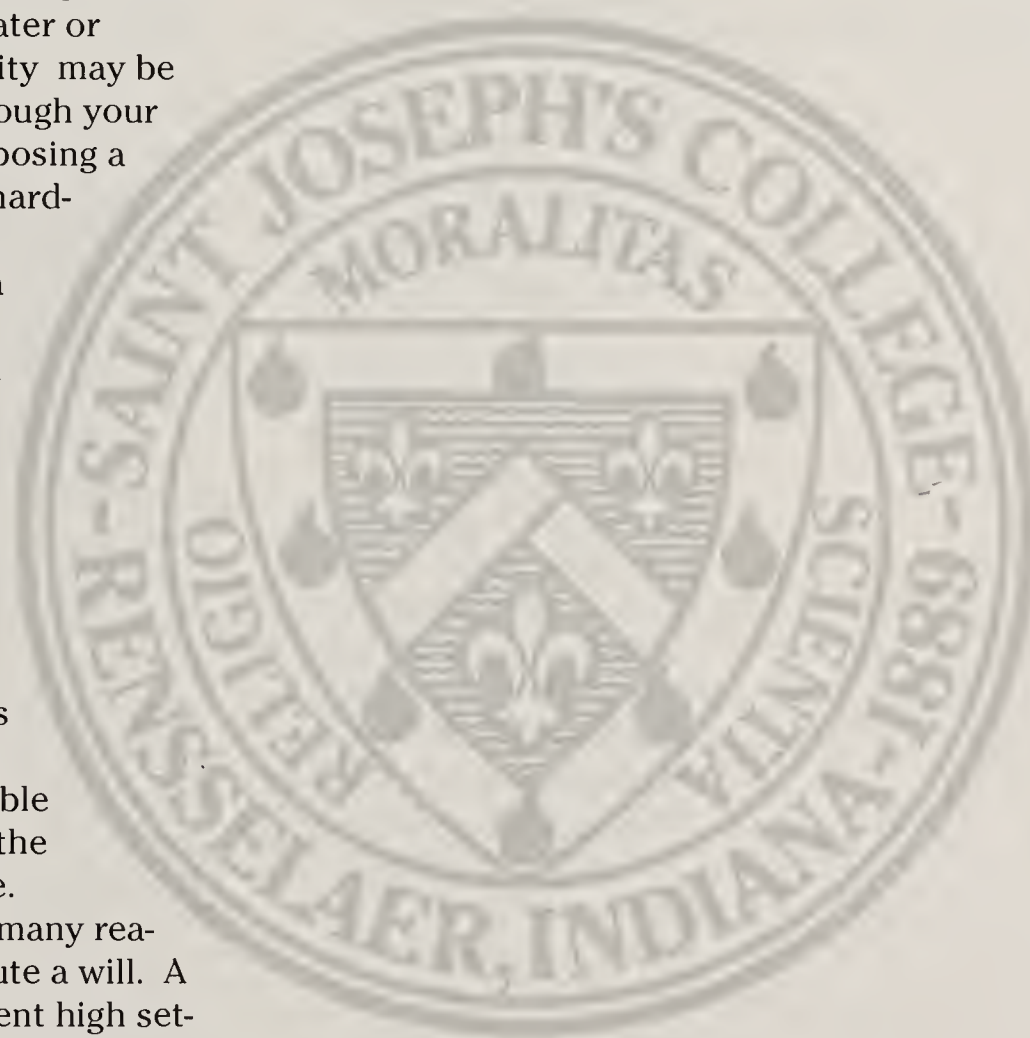 ater or
ity may be
ough your
posing a
hard-
s
ble
the
e.
many rea-
ute a will. A
ent high set-
SAINT JOSEPH'S COLLEGE
RENSSELAER, INDIANA-1889
MORALITAS
RELIGIO
SCIENTIA